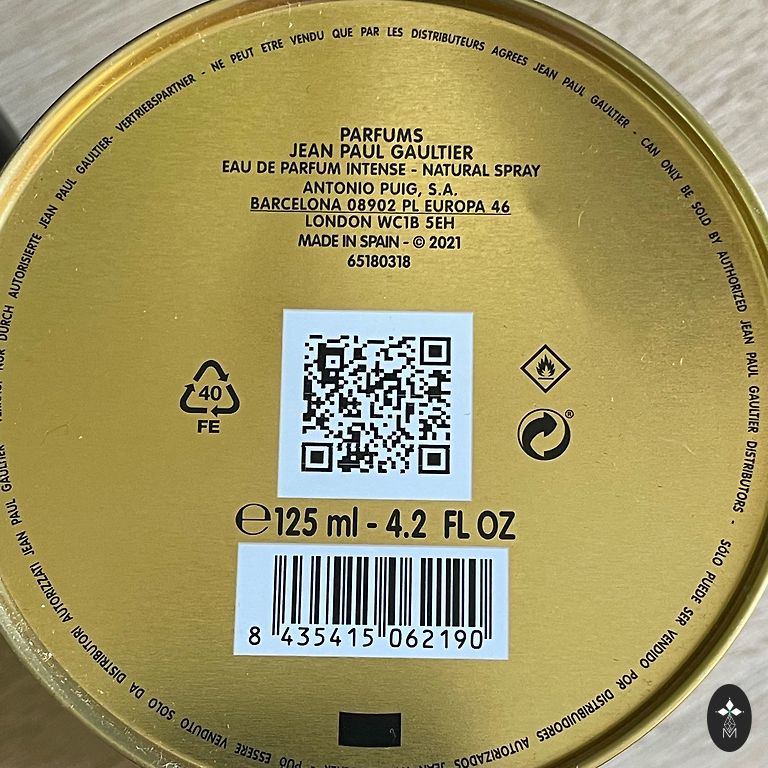 NE PEUT ETRE VENDU QUE PAR LES DISTRIBUTEURS AGREES JEAN PAUL GAULTIER - CAN ONLY BE SOLD BY AUTHORIZED JEAN PAUL GAULTIER DISTRIBUTORS - SÓLO PUEDE SER VENDIDO POR DISTRIBUIDORES AUTORIZADOS JEAN
- PUÒ ESSERE VENDUTO SOLO DA DISTRIBUTORI AUTORIZZATI JEAN PAUL GAULTIER
NUR DURCH AUTORISIERTE JEAN PAUL GAULTIER- VERTRIEBSPARTNER -
PARFUMS
JEAN PAUL GAULTIER
EAU DE PARFUM INTENSE - NATURAL SPRAY
ANTONIO PUIG, S.A.
BARCELONA 08902 PL EUROPA 46
LONDON WC1B 5EH
MADE IN SPAIN - © 2021
65180318
40
FE
®
℮125 ml - 4.2 FL OZ
8 435415 062190
M